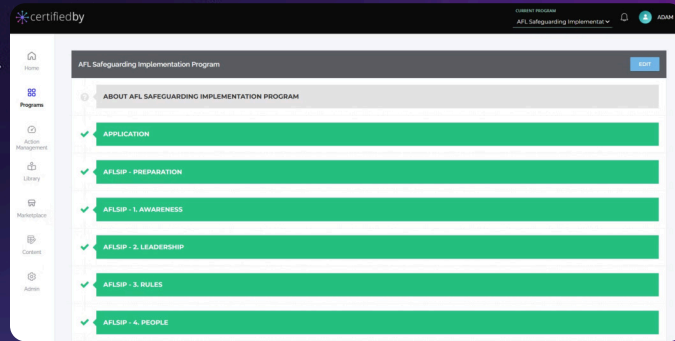 certifiedby
CURRENT PROGRAM
AFL Safeguarding Implementat
ADAM
Home
Programs
Action
Management
Library
Marketplace
Content
Admin
AFL Safeguarding Implementation Program
EDIT
ABOUT AFL SAFEGUARDING IMPLEMENTATION PROGRAM
APPLICATION
AFLSIP - PREPARATION
AFLSIP - 1. AWARENESS
AFLSIP - 2. LEADERSHIP
AFLSIP - 3. RULES
AFLSIP - 4. PEOPLE